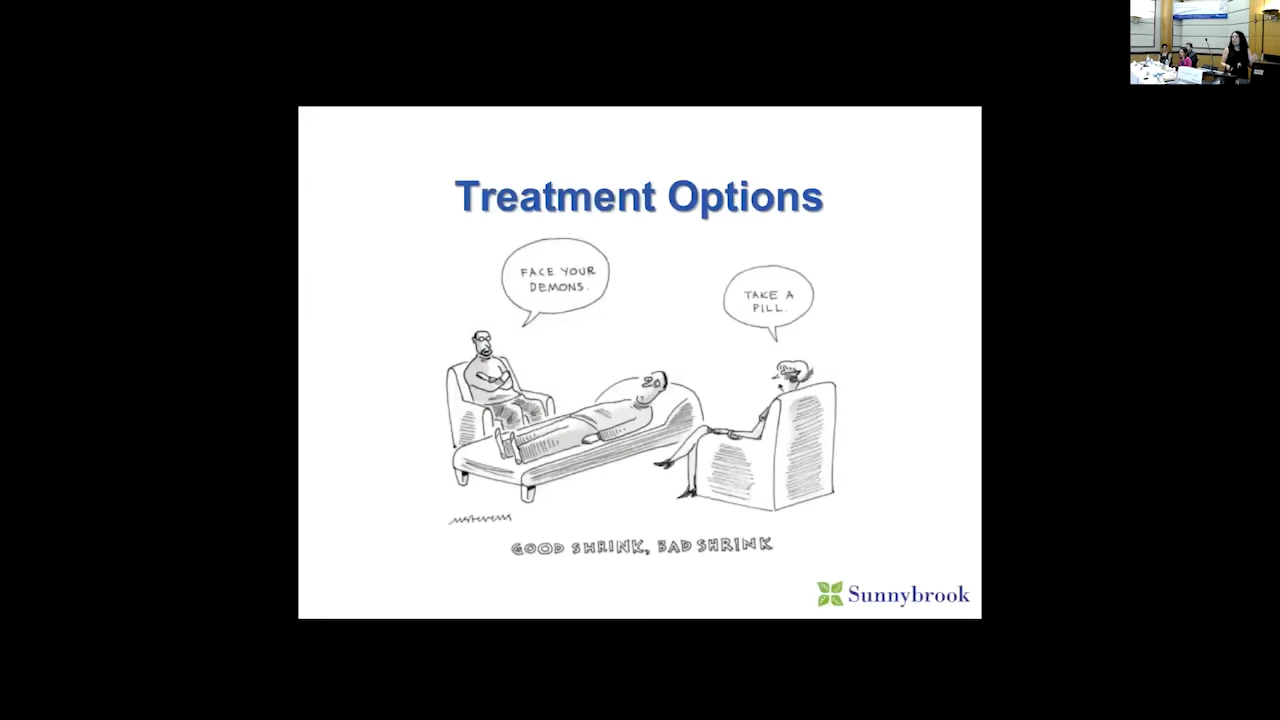 Treatment Options
FACE YOUR
DEMONS.
TAKE A
PILL.
GOOD SHRINK, BAD SHRINK
Sunnybrook